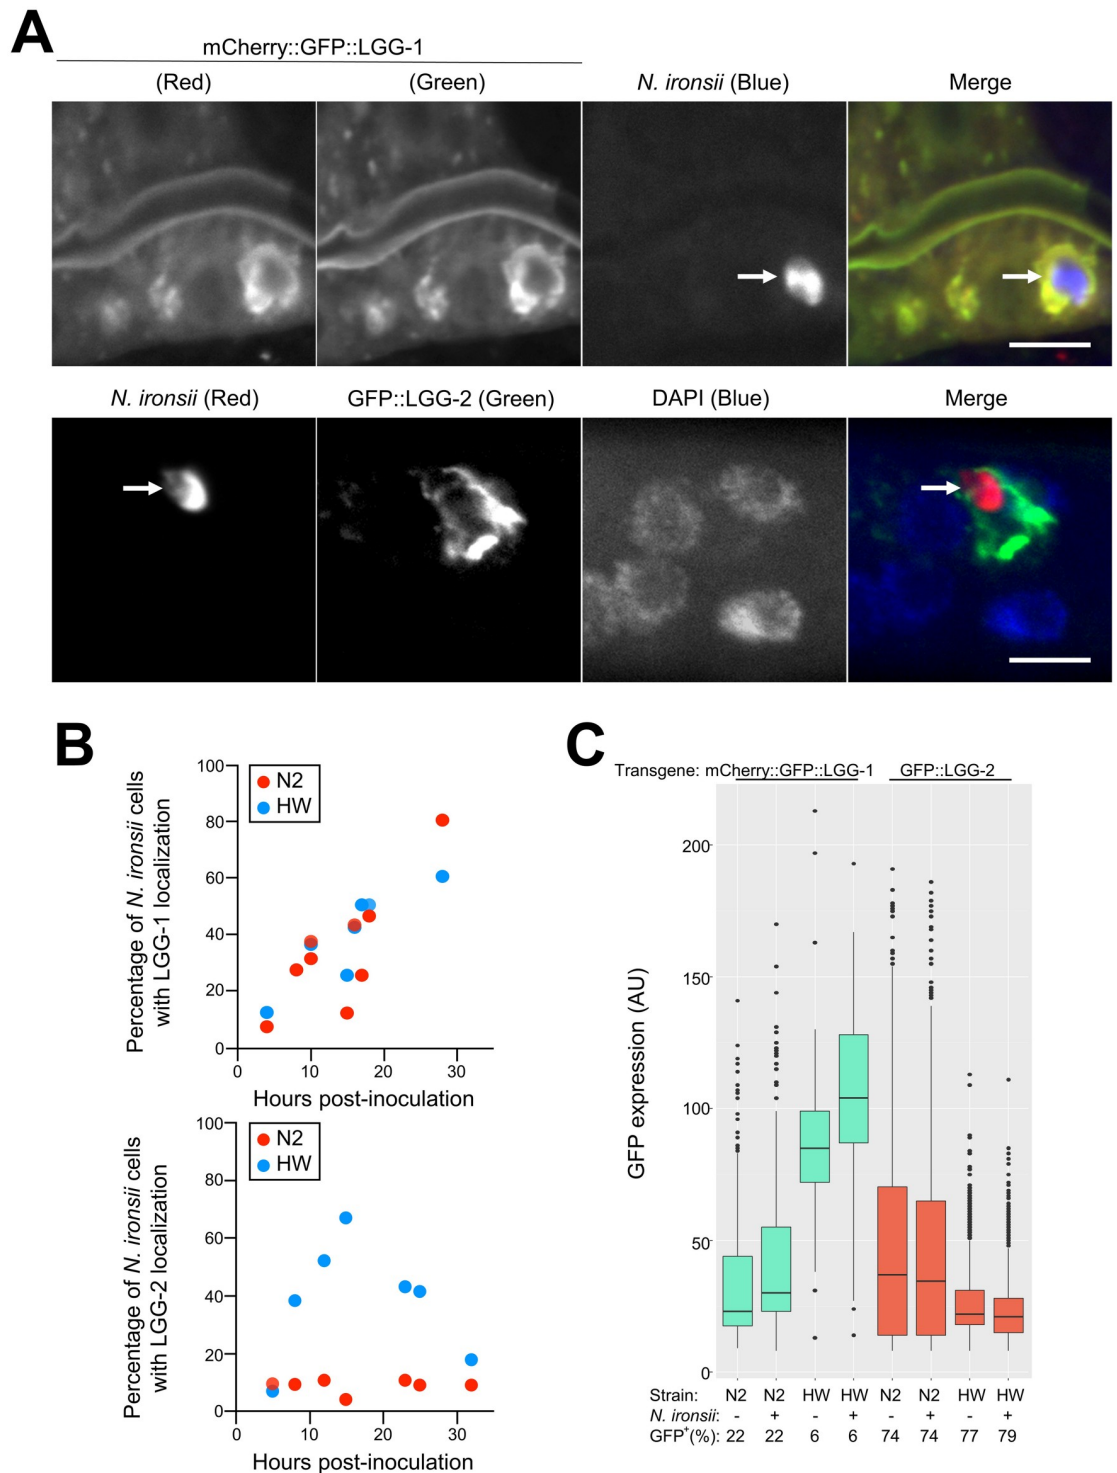 A
mCherry::GFP::LGG-1
(Red) (Green) N. ironsii (Blue) Merge
N. ironsii (Red) GFP::LGG-2 (Green) DAPI (Blue) Merge
B
Percentage of N. ironsii cells
with LGG-1 localization
100
80
60
40
20
0
N2
HW
0 10 20 30
Hours post-inoculation
Percentage of N. ironsii cells
with LGG-2 localization
100
80
60
40
20
0
N2
HW
0 10 20 30
Hours post-inoculation
C
Transgene: mCherry::GFP::LGG-1 GFP::LGG-2
GFP expression (AU)
200
150
100
50
0
Strain: N2 N2 HW HW N2 N2 HW HW
N. ironsii: - + - + - + - +
GFP+(%): 22 22 6 6 74 74 77 79